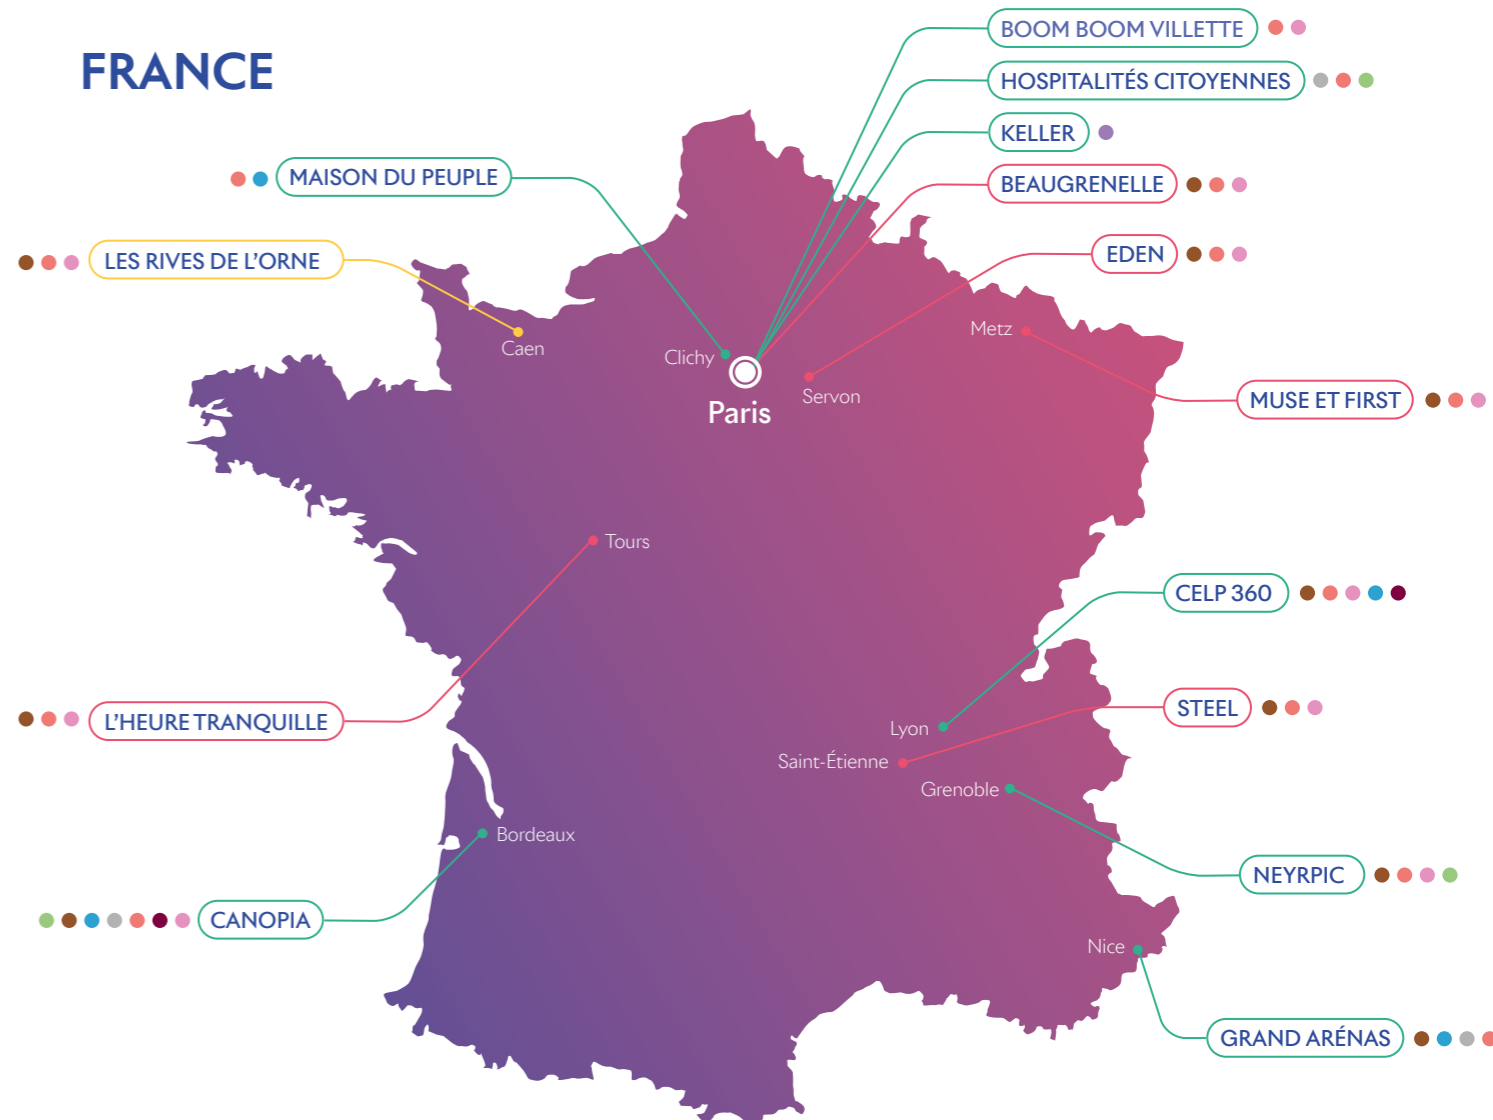 FRANCE
BOOM BOOM VILLETTE
HOSPITALITÉS CITOYENNES
KELLER
MAISON DU PEUPLE
BEAUGRENELLE
LES RIVES DE L'ORNE
EDEN
Metz
Caen
Clichy
Servon
Paris
MUSE ET FIRST
Tours
CELP 360
L'HEURE TRANQUILLE
STEEL
Lyon
Saint-Étienne
Grenoble
Bordeaux
NEYRPIC
CANOPIA
Nice
GRAND ARÉNAS